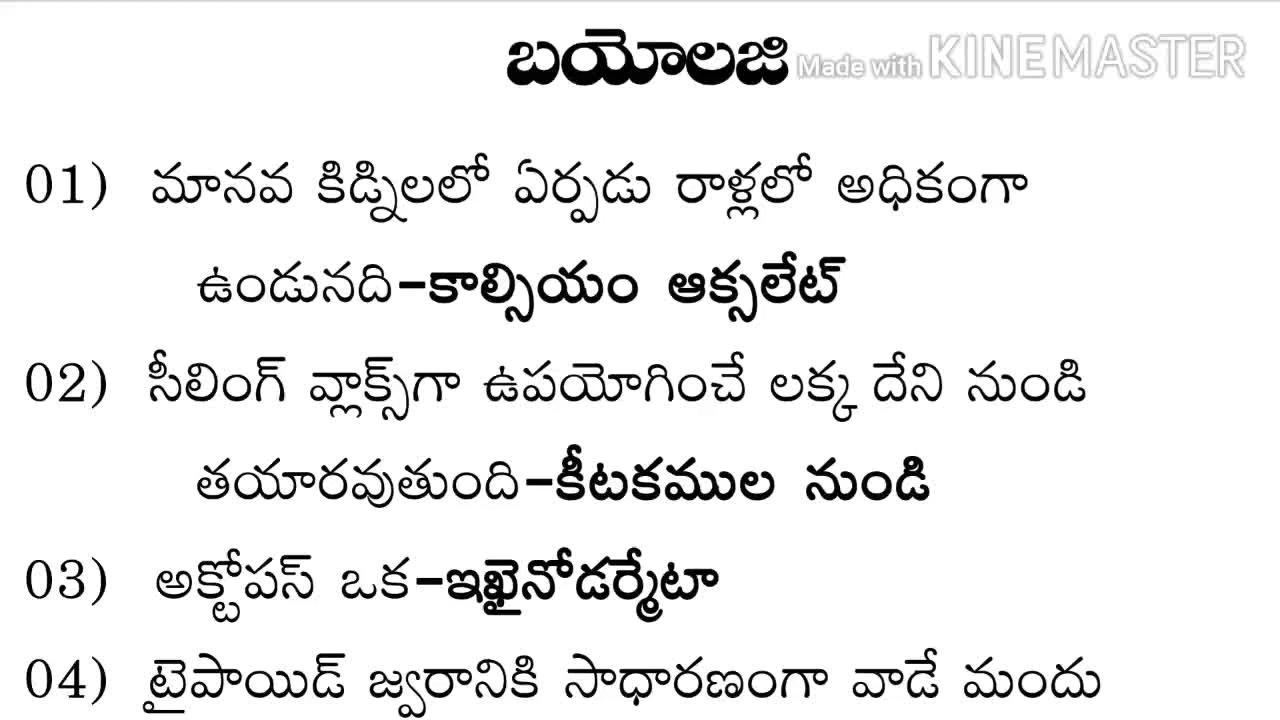 బయోలజి Made with KINEMASTER
01) మానవ కిడ్నిలలో ఏర్పడు రాళ్లలో అధికంగా
ఉండునది-కాల్సియం ఆక్సలేట్
02) సీలింగ్ వ్లాక్స్‌గా ఉపయోగించే లక్క దేని నుండి
తయారవుతుంది-కీటకముల నుండి
03) అక్టోపస్ ఒక-ఇఖైనోడర్మేటా
04) టైపాయిడ్ జ్వరానికి సాధారణంగా వాడే మందు